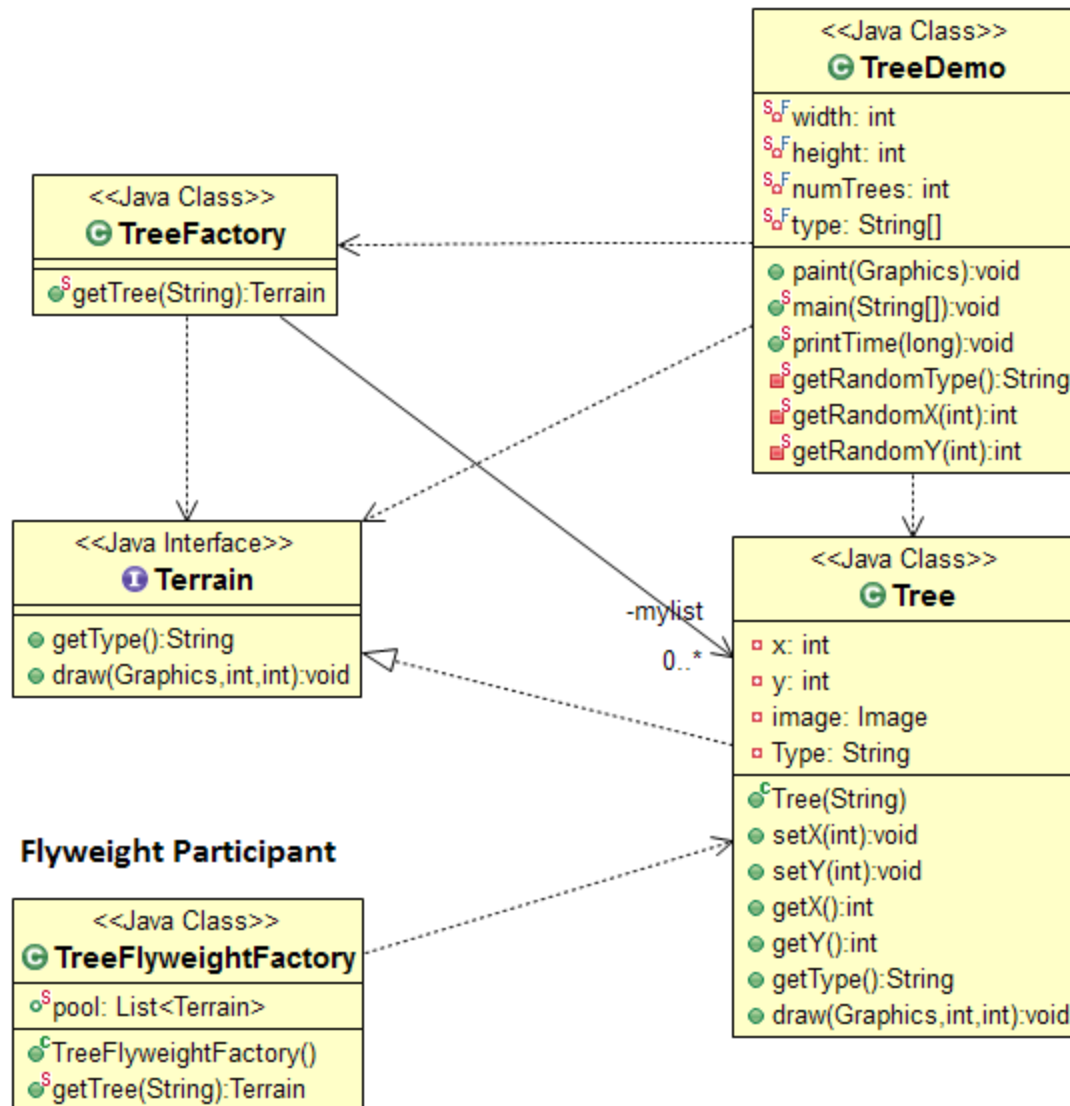 <<Java Class>>
TreeDemo
width: int
height: int
numTrees: int
type: String[]
paint(Graphics):void
main(String[]):void
printTime(long):void
getRandomType():String
getRandomX(int):int
getRandomY(int):int
<<Java Class>>
TreeFactory
getTree(String):Terrain
<<Java Interface>>
Terrain
getType():String
draw(Graphics,int,int):void
-mylist
0..*
<<Java Class>>
Tree
x: int
y: int
image: Image
Type: String
Tree(String)
setX(int):void
setY(int):void
getX():int
getY():int
getType():String
draw(Graphics,int,int):void
Flyweight Participant
<<Java Class>>
TreeFlyweightFactory
pool: List<Terrain>
TreeFlyweightFactory()
getTree(String):Terrain